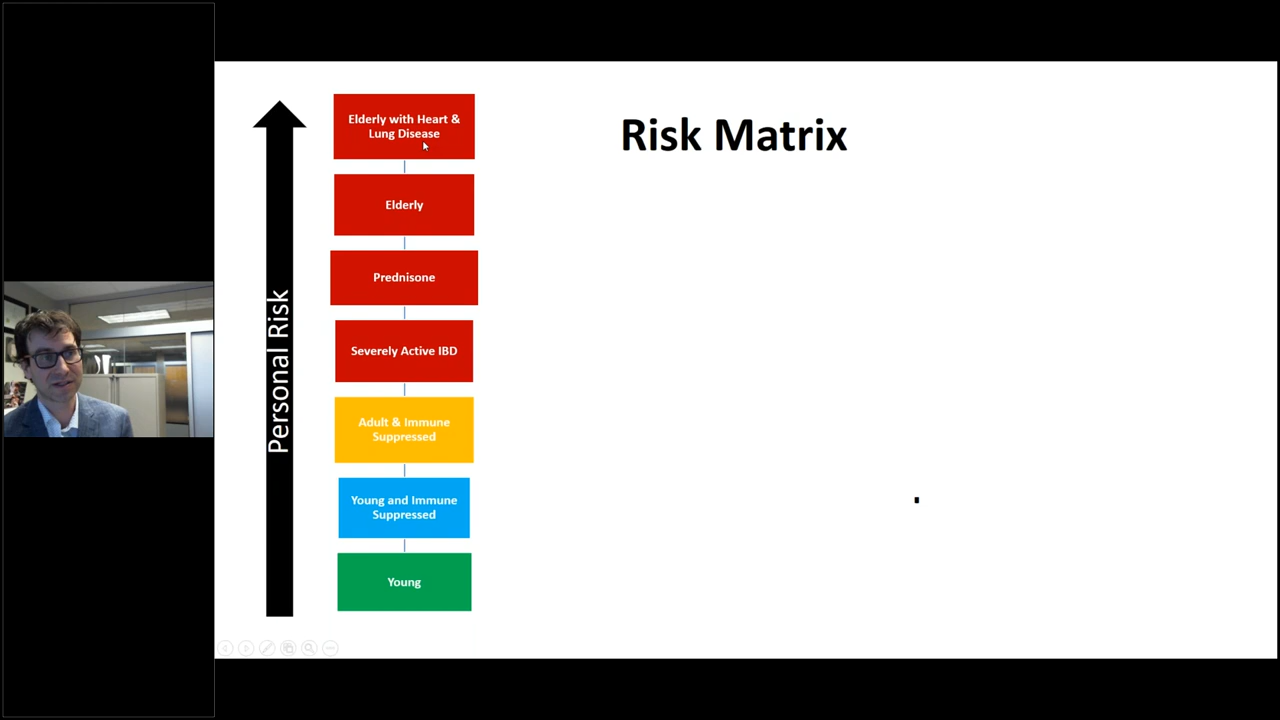 Risk Matrix
Personal Risk
Elderly with Heart &
Lung Disease
Elderly
Prednisone
Severely Active IBD
Adult & Immune
Suppressed
Young and Immune
Suppressed
Young